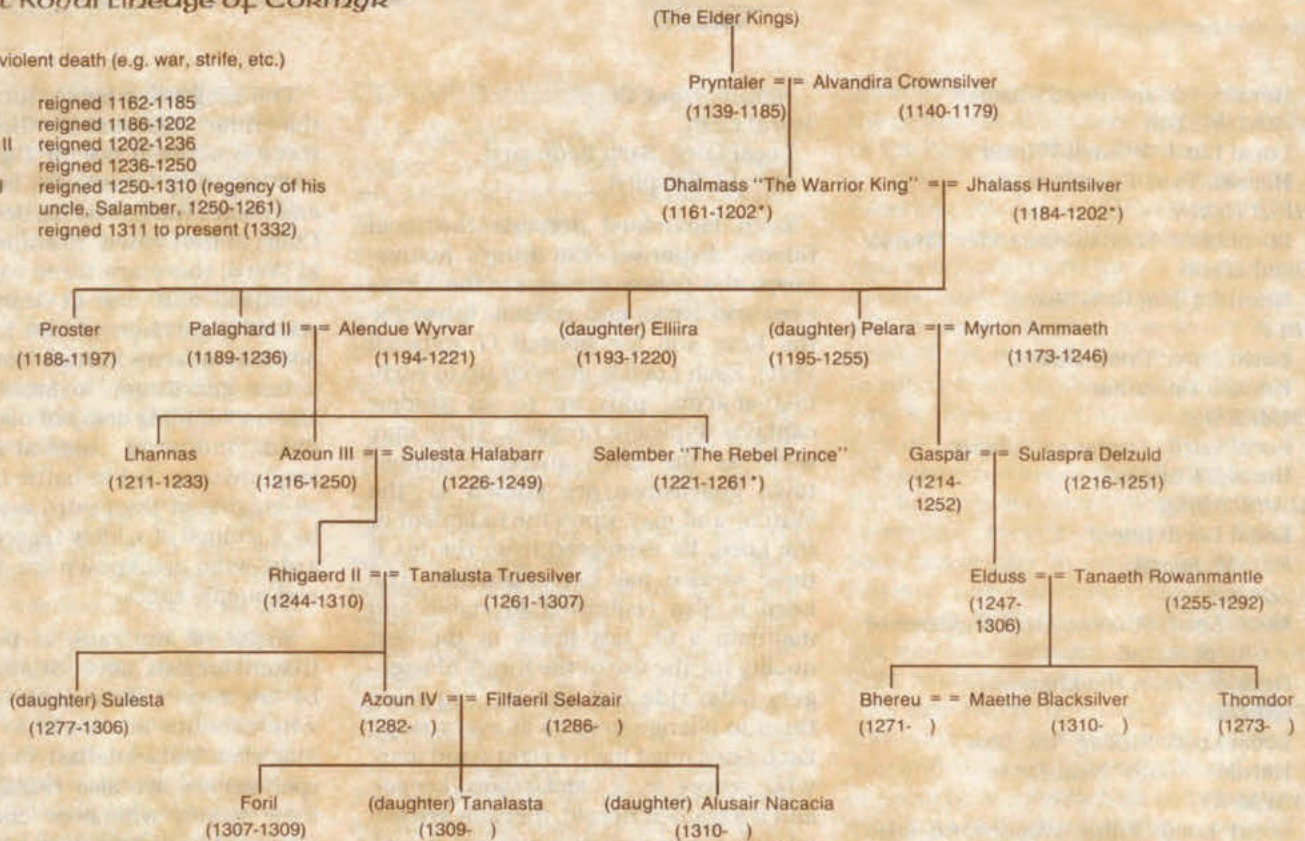 Royal Lineage of Cormyr
(The Elder Kings)
violent death (e.g. war, strife, etc.)
Pryntaler = = Alvandira Crownsilver
(1139-1185) (1140-1179)
reigned 1162-1185
reigned 1186-1202
II reigned 1202-1236
reigned 1236-1250
reigned 1250-1310 (regency of his
uncle, Salamber, 1250-1261)
reigned 1311 to present (1332)
Dhalmass "The Warrior King" = = Jhalass Huntsilver
(1161-1202*) (1184-1202*)
Proster Palaghard II = = Alendue Wyrvar (daughter) Elliira (daughter) Pelara = = Myrton Ammaeth
(1188-1197) (1189-1236) (1194-1221) (1193-1220) (1195-1255) (1173-1246)
Lhannas Azoun III = = Sulesta Halabarr Salember "The Rebel Prince" Gaspar = = Sulaspra Delzuld
(1211-1233) (1216-1250) (1226-1249) (1221-1261*) (1214- (1216-1251)
1252)
Rhigaerd II = = Tanalusta Truesilver Elduss = = Tanaeth Rowanmantle
(1244-1310) (1261-1307) (1247- (1255-1292)
1306)
(daughter) Sulesta Azoun IV = = Filfaeril Selazair Bhereu = = Maethe Blacksilver Thomdor
(1277-1306) (1282- ) (1286- ) (1271- ) (1310- ) (1273- )
Foril (daughter) Tanalasta (daughter) Alusair Nacacia
(1307-1309) (1309- ) (1310- )